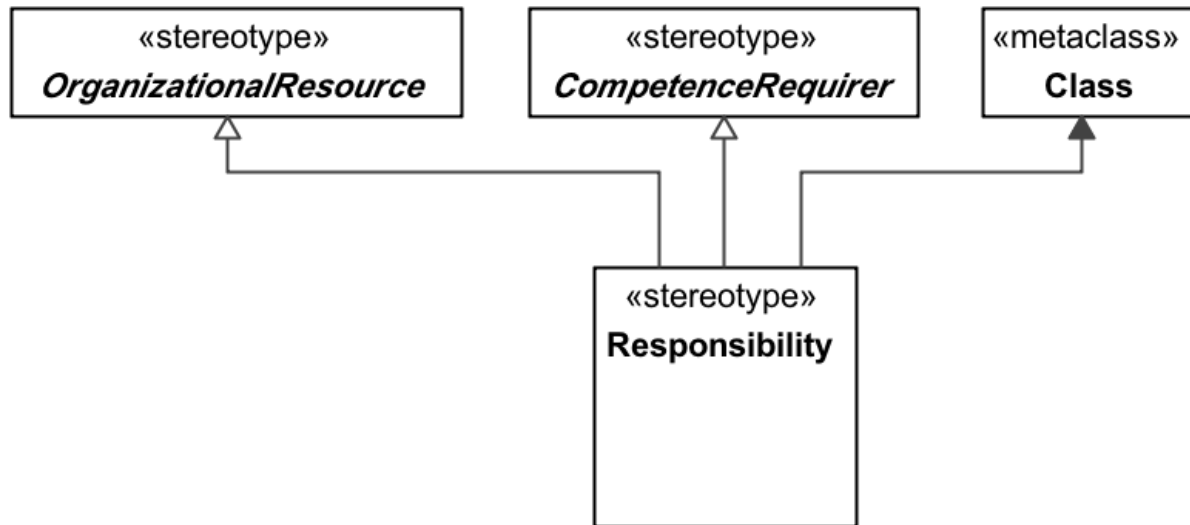 «stereotype»
OrganizationalResource
«stereotype»
CompetenceRequirer
«metaclass»
Class
«stereotype»
Responsibility